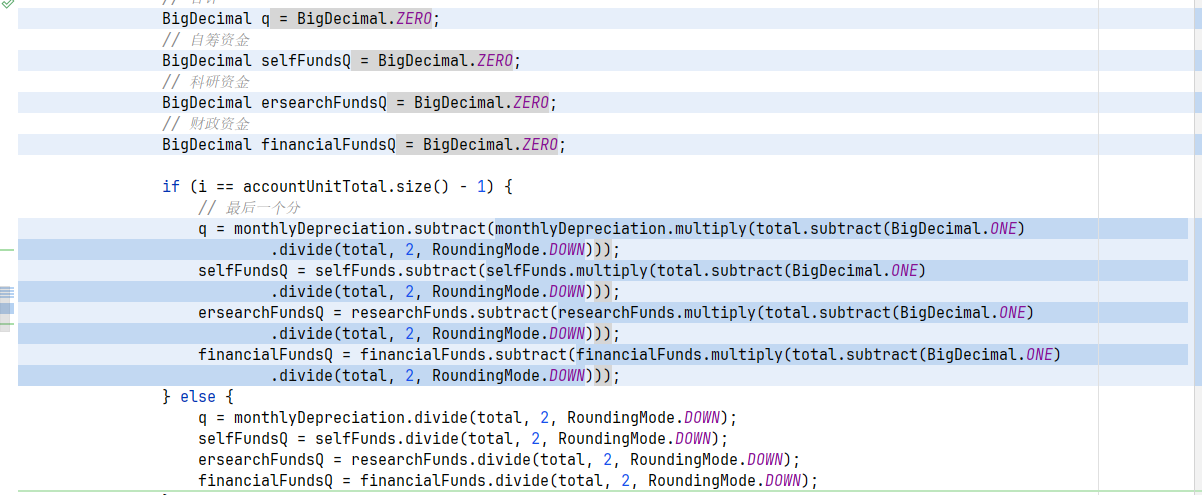 BigDecimal q = BigDecimal.ZERO;
// 自筹资金
BigDecimal selfFundsQ = BigDecimal.ZERO;
// 科研资金
BigDecimal ersearchFundsQ = BigDecimal.ZERO;
// 财政资金
BigDecimal financialFundsQ = BigDecimal.ZERO;
if (i == accountUnitTotal.size() - 1) {
// 最后一个分
q = monthlyDepreciation.subtract(monthlyDepreciation.multiply(total.subtract(BigDecimal.ONE)
.divide(total, 2, RoundingMode.DOWN)));
selfFundsQ = selfFunds.subtract(selfFunds.multiply(total.subtract(BigDecimal.ONE)
.divide(total, 2, RoundingMode.DOWN)));
ersearchFundsQ = researchFunds.subtract(researchFunds.multiply(total.subtract(BigDecimal.ONE)
.divide(total, 2, RoundingMode.DOWN)));
financialFundsQ = financialFunds.subtract(financialFunds.multiply(total.subtract(BigDecimal.ONE)
.divide(total, 2, RoundingMode.DOWN)));
} else {
q = monthlyDepreciation.divide(total, 2, RoundingMode.DOWN);
selfFundsQ = selfFunds.divide(total, 2, RoundingMode.DOWN);
ersearchFundsQ = researchFunds.divide(total, 2, RoundingMode.DOWN);
financialFundsQ = financialFunds.divide(total, 2, RoundingMode.DOWN);